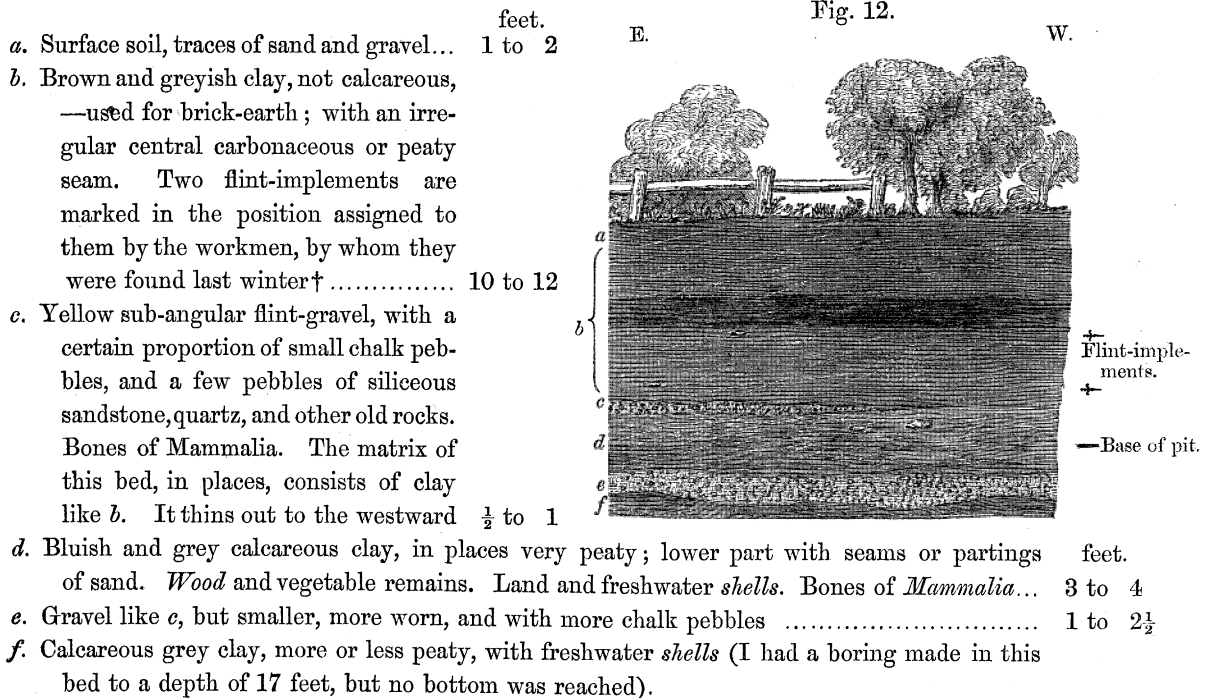 feet.
a. Surface soil, traces of sand and gravel... 1 to 2
b. Brown and greyish clay, not calcareous,
—used for brick-earth; with an irre-
gular central carbonaceous or peaty
seam. Two flint-implements are
marked in the position assigned to
them by the workmen, by whom they
were found last winter† ............... 10 to 12
c. Yellow sub-angular flint-gravel, with a
certain proportion of small chalk peb-
bles, and a few pebbles of siliceous
sandstone, quartz, and other old rocks.
Bones of Mammalia. The matrix of
this bed, in places, consists of clay
like b. It thins out to the westward ½ to 1
Fig. 12.
E. W.
a
b
c
d
e
f
Flint-imple-
ments.
Base of pit.
d. Bluish and grey calcareous clay, in places very peaty; lower part with seams or partings feet.
of sand. Wood and vegetable remains. Land and freshwater shells. Bones of Mammalia... 3 to 4
e. Gravel like c, but smaller, more worn, and with more chalk pebbles .............................. 1 to 2½
f. Calcareous grey clay, more or less peaty, with freshwater shells (I had a boring made in this
bed to a depth of 17 feet, but no bottom was reached).